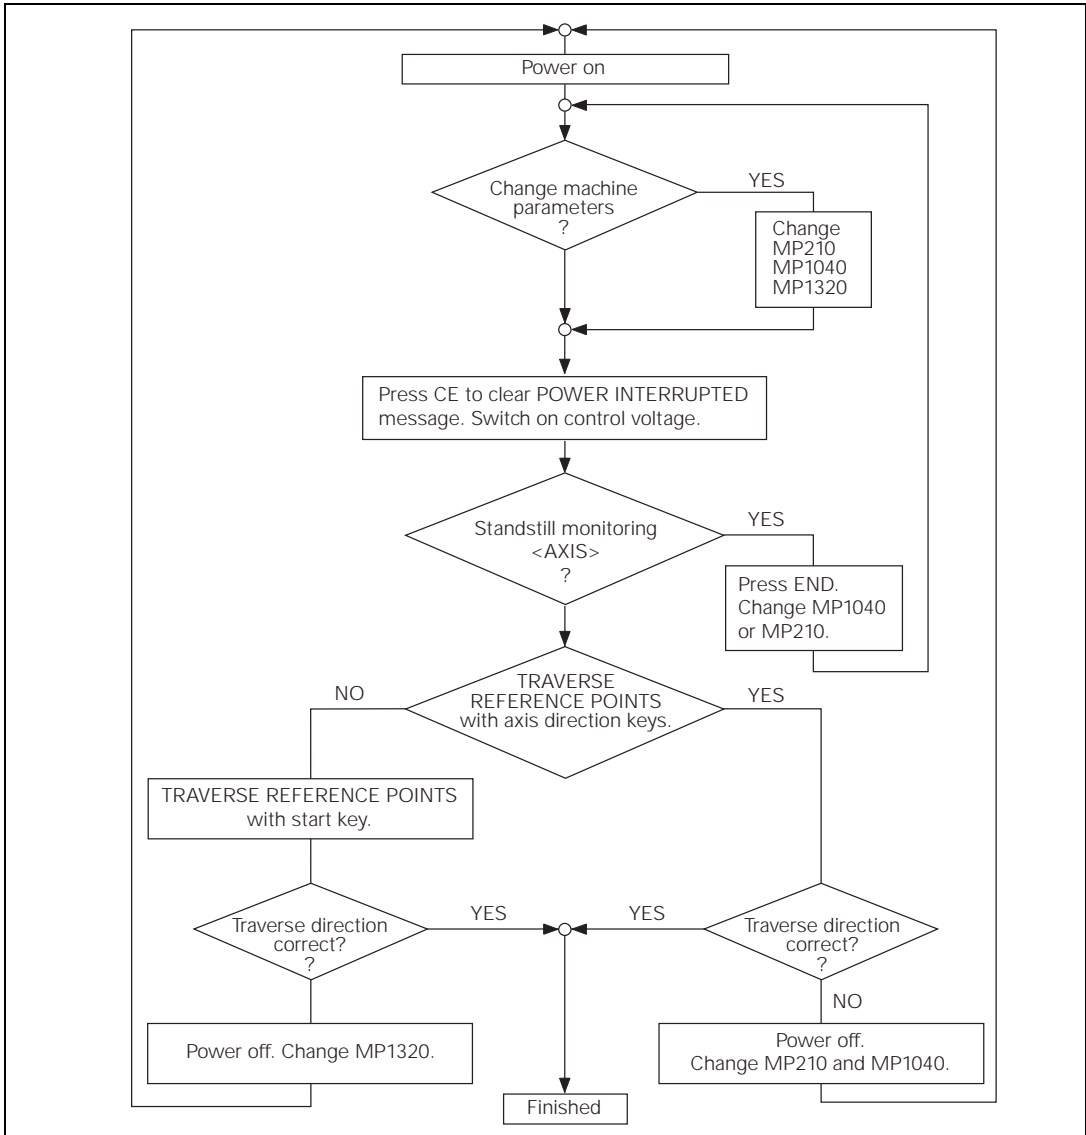 Power on
Change machine
parameters
?
YES
Change
MP210
MP1040
MP1320
Press CE to clear POWER INTERRUPTED
message. Switch on control voltage.
Standstill monitoring
<AXIS>
?
YES
Press END.
Change MP1040
or MP210.
TRAVERSE
REFERENCE POINTS
with axis direction keys.
NO
YES
TRAVERSE REFERENCE POINTS
with start key.
Traverse direction
correct?
?
YES
YES
Traverse direction
correct?
?
NO
Power off. Change MP1320.
Power off.
Change MP210 and MP1040.
Finished